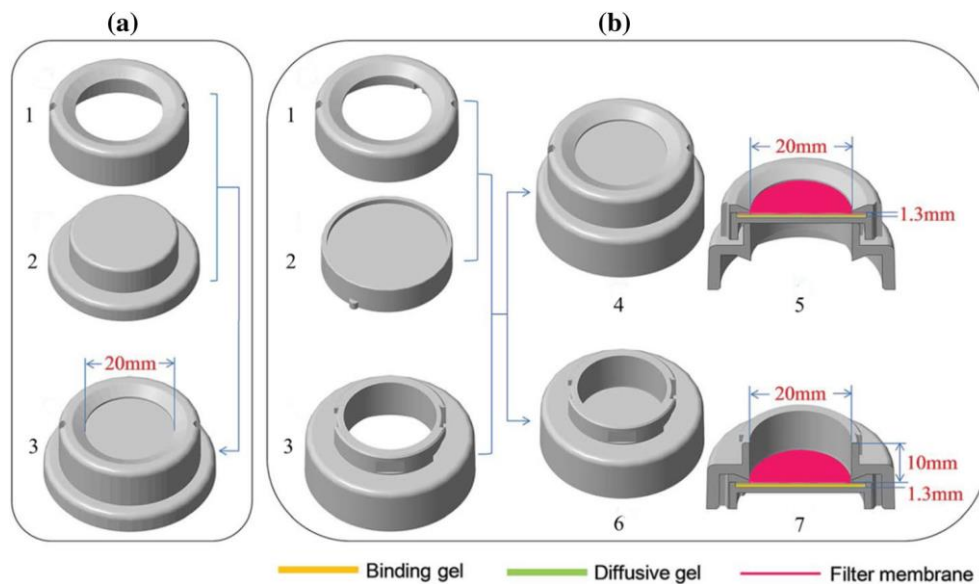 (a)
(b)
1
2
20mm
3
1
2
3
4
20mm
1.3mm
5
6
20mm
10mm
1.3mm
7
Binding gel
Diffusive gel
Filter membrane